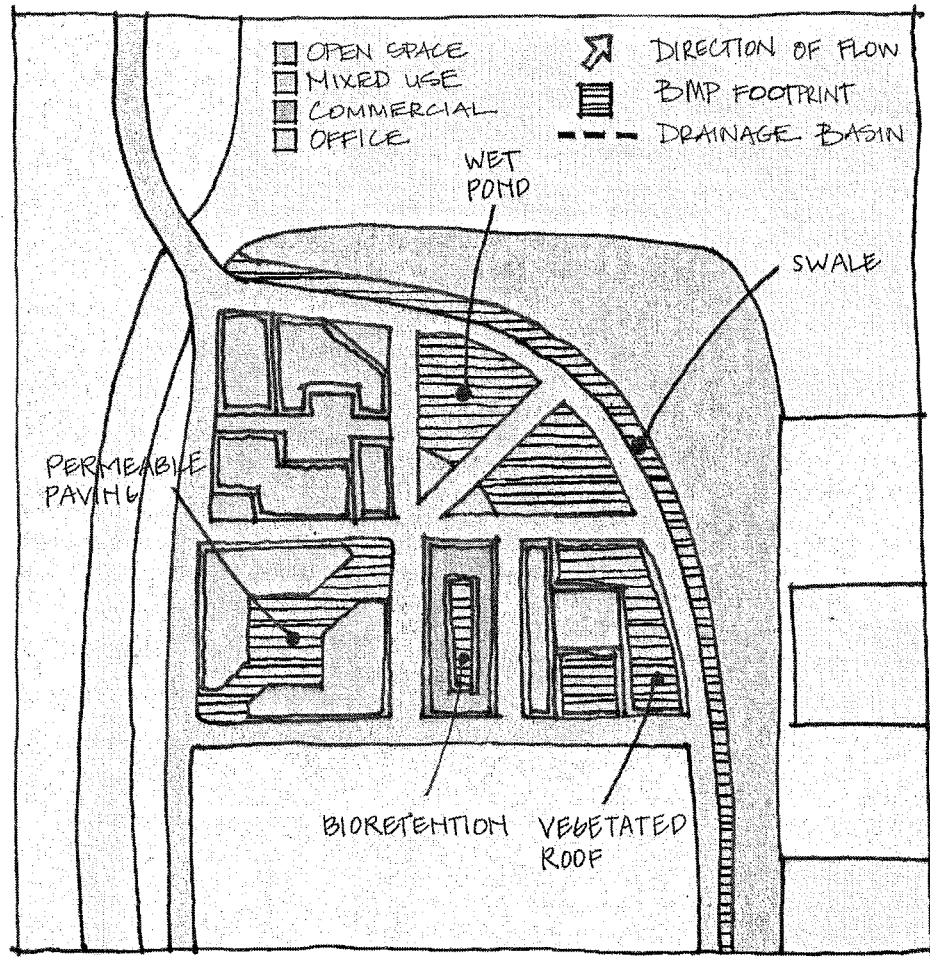 OPEN SPACE
MIXED USE
COMMERCIAL
OFFICE
DIRECTION OF FLOW
BMP FOOTPRINT
DRAINAGE BASIN
WET
POND
SWALE
PERMEABLE
PAVING
BIORETENTION
VEGETATED
ROOF